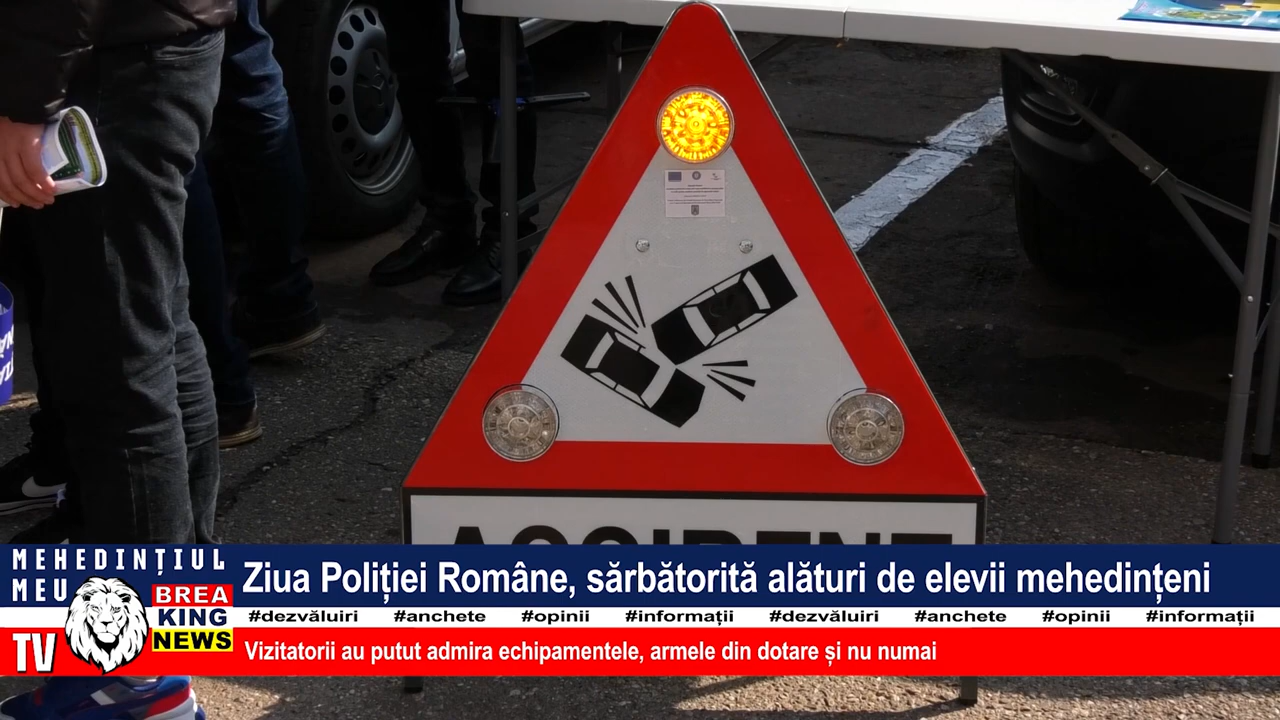 ACCIDENT
MEHEDINȚIUL
MEU
TV
BREA
KING
NEWS
Ziua Poliției Române, sărbătorită alături de elevii mehedințeni
#dezvăluiri #anchete #opinii #informații #dezvăluiri #anchete #opinii #informații
Vizitatorii au putut admira echipamentele, armele din dotare și nu numai